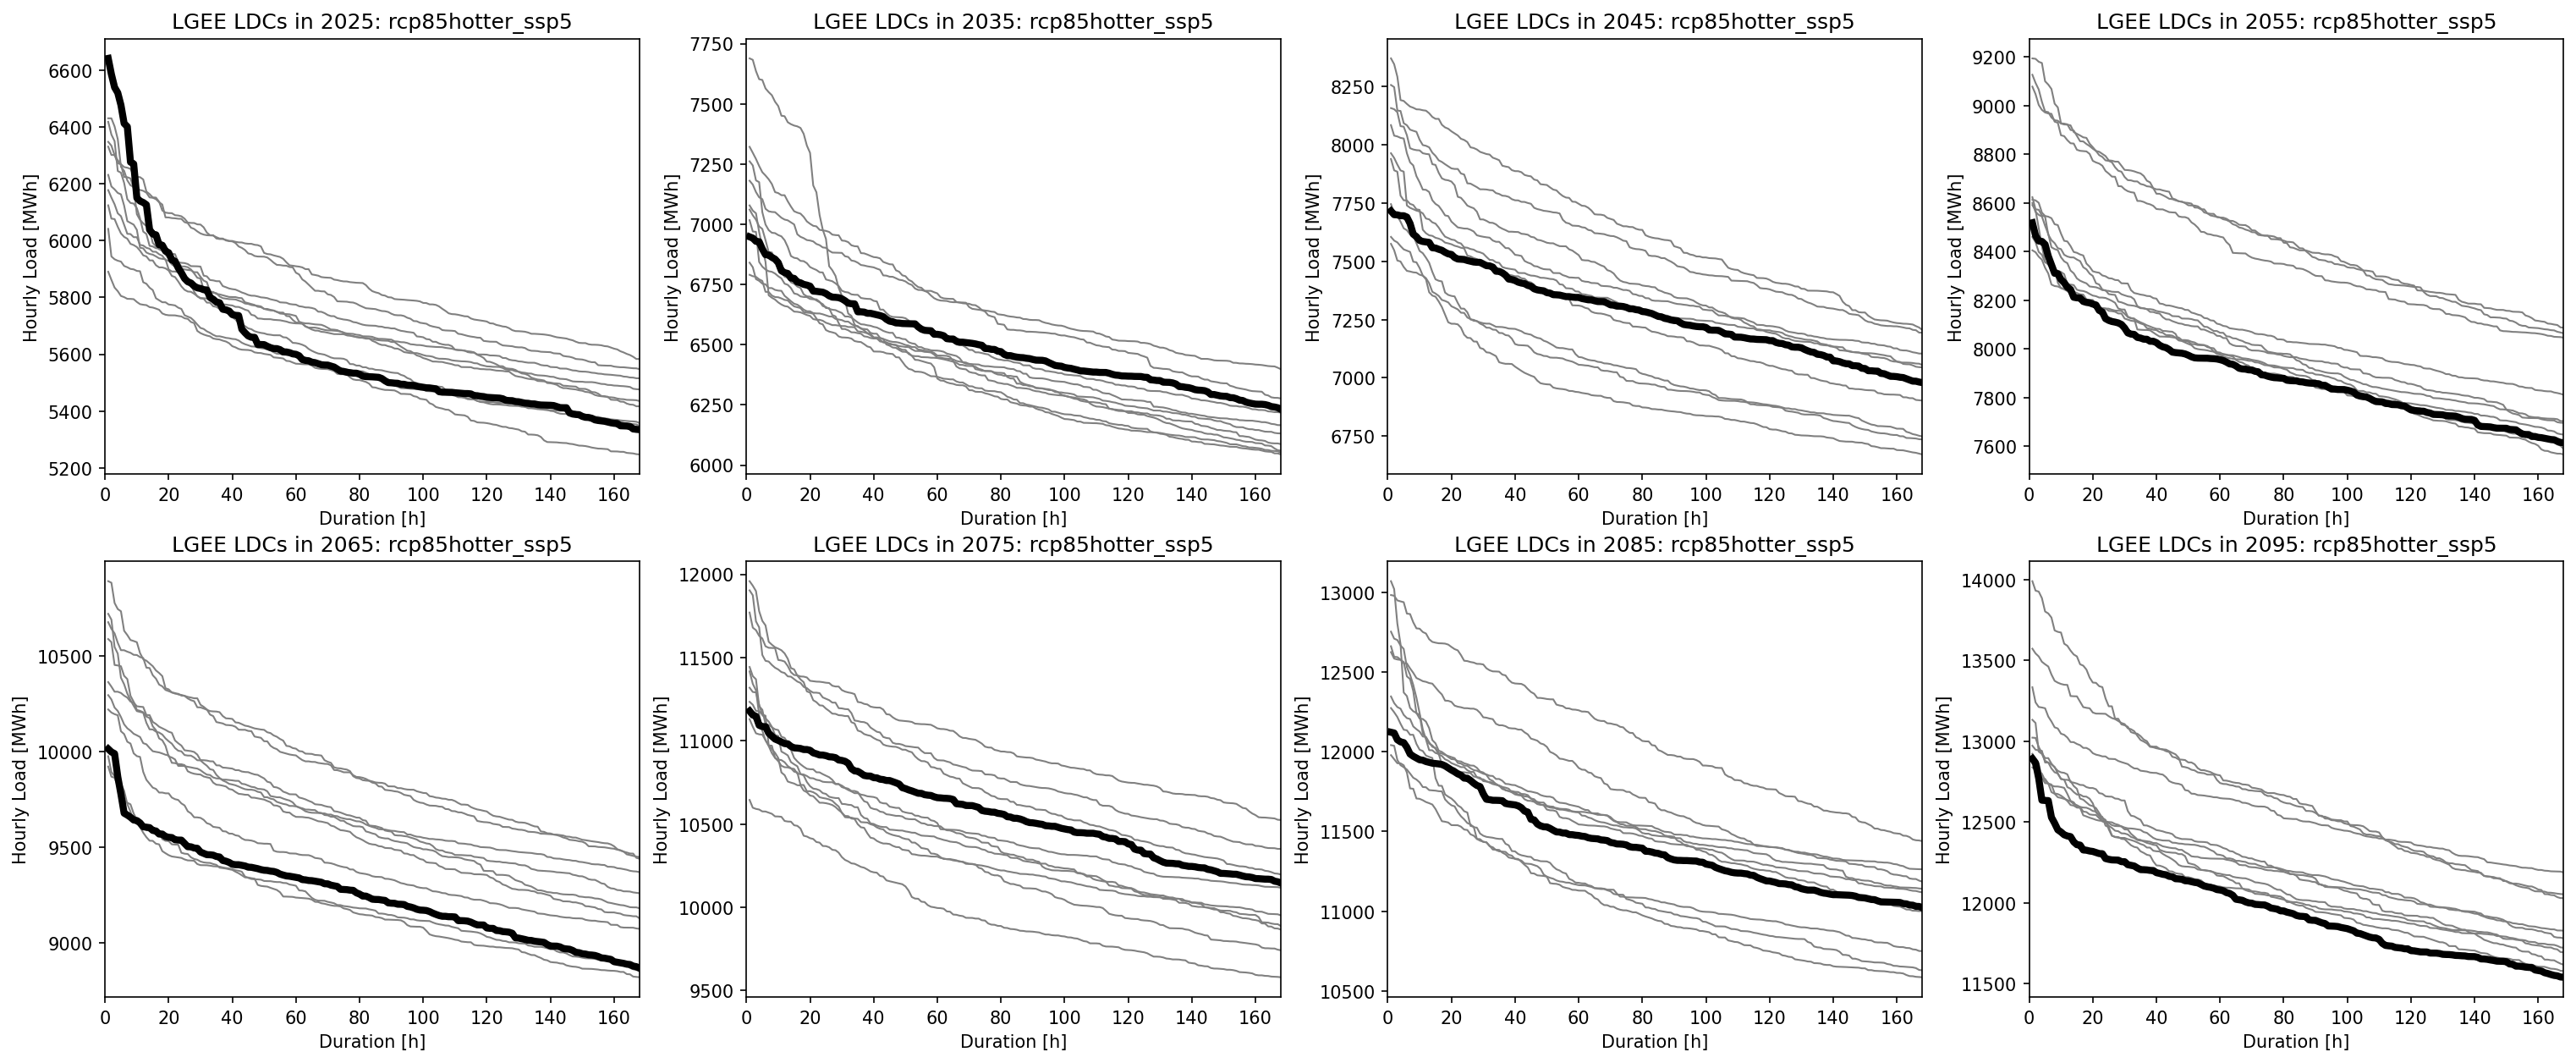 LGEE LDCs in 2025: rcp85hotter_ssp5
Hourly Load [MWh]
6600
6400
6200
6000
5800
5600
5400
5200
0 20 40 60 80 100 120 140 160
Duration [h]
LGEE LDCs in 2035: rcp85hotter_ssp5
Hourly Load [MWh]
7750
7500
7250
7000
6750
6500
6250
6000
0 20 40 60 80 100 120 140 160
Duration [h]
LGEE LDCs in 2045: rcp85hotter_ssp5
Hourly Load [MWh]
8250
8000
7750
7500
7250
7000
6750
0 20 40 60 80 100 120 140 160
Duration [h]
LGEE LDCs in 2055: rcp85hotter_ssp5
Hourly Load [MWh]
9200
9000
8800
8600
8400
8200
8000
7800
7600
0 20 40 60 80 100 120 140 160
Duration [h]
LGEE LDCs in 2065: rcp85hotter_ssp5
Hourly Load [MWh]
10500
10000
9500
9000
0 20 40 60 80 100 120 140 160
Duration [h]
LGEE LDCs in 2075: rcp85hotter_ssp5
Hourly Load [MWh]
12000
11500
11000
10500
10000
9500
0 20 40 60 80 100 120 140 160
Duration [h]
LGEE LDCs in 2085: rcp85hotter_ssp5
Hourly Load [MWh]
13000
12500
12000
11500
11000
10500
0 20 40 60 80 100 120 140 160
Duration [h]
LGEE LDCs in 2095: rcp85hotter_ssp5
Hourly Load [MWh]
14000
13500
13000
12500
12000
11500
0 20 40 60 80 100 120 140 160
Duration [h]